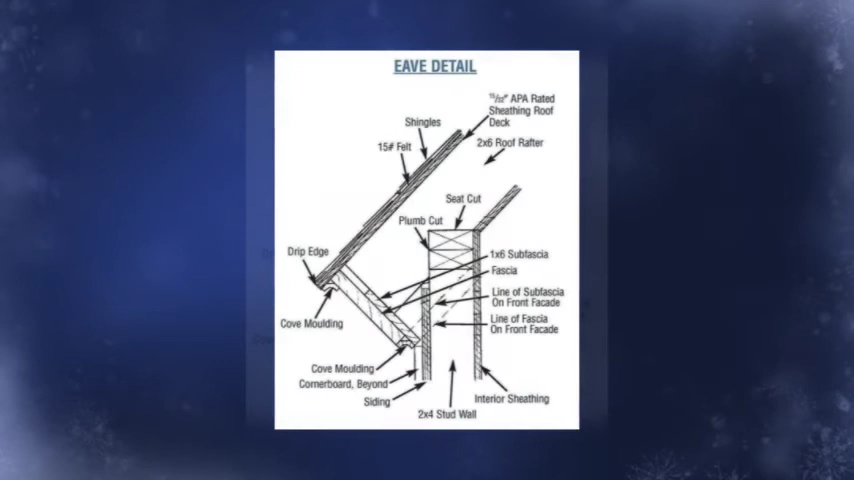 EAVE DETAIL
15/32" APA Rated
Sheathing Roof
Deck
Shingles
15# Felt
2x6 Roof Rafter
Seat Cut
Plumb Cut
Drip Edge
1x6 Subfascia
Fascia
Line of Subfascia
On Front Facade
Line of Fascia
On Front Facade
Cove Moulding
Cove Moulding
Cornerboard, Beyond
Siding
Interior Sheathing
2x4 Stud Wall